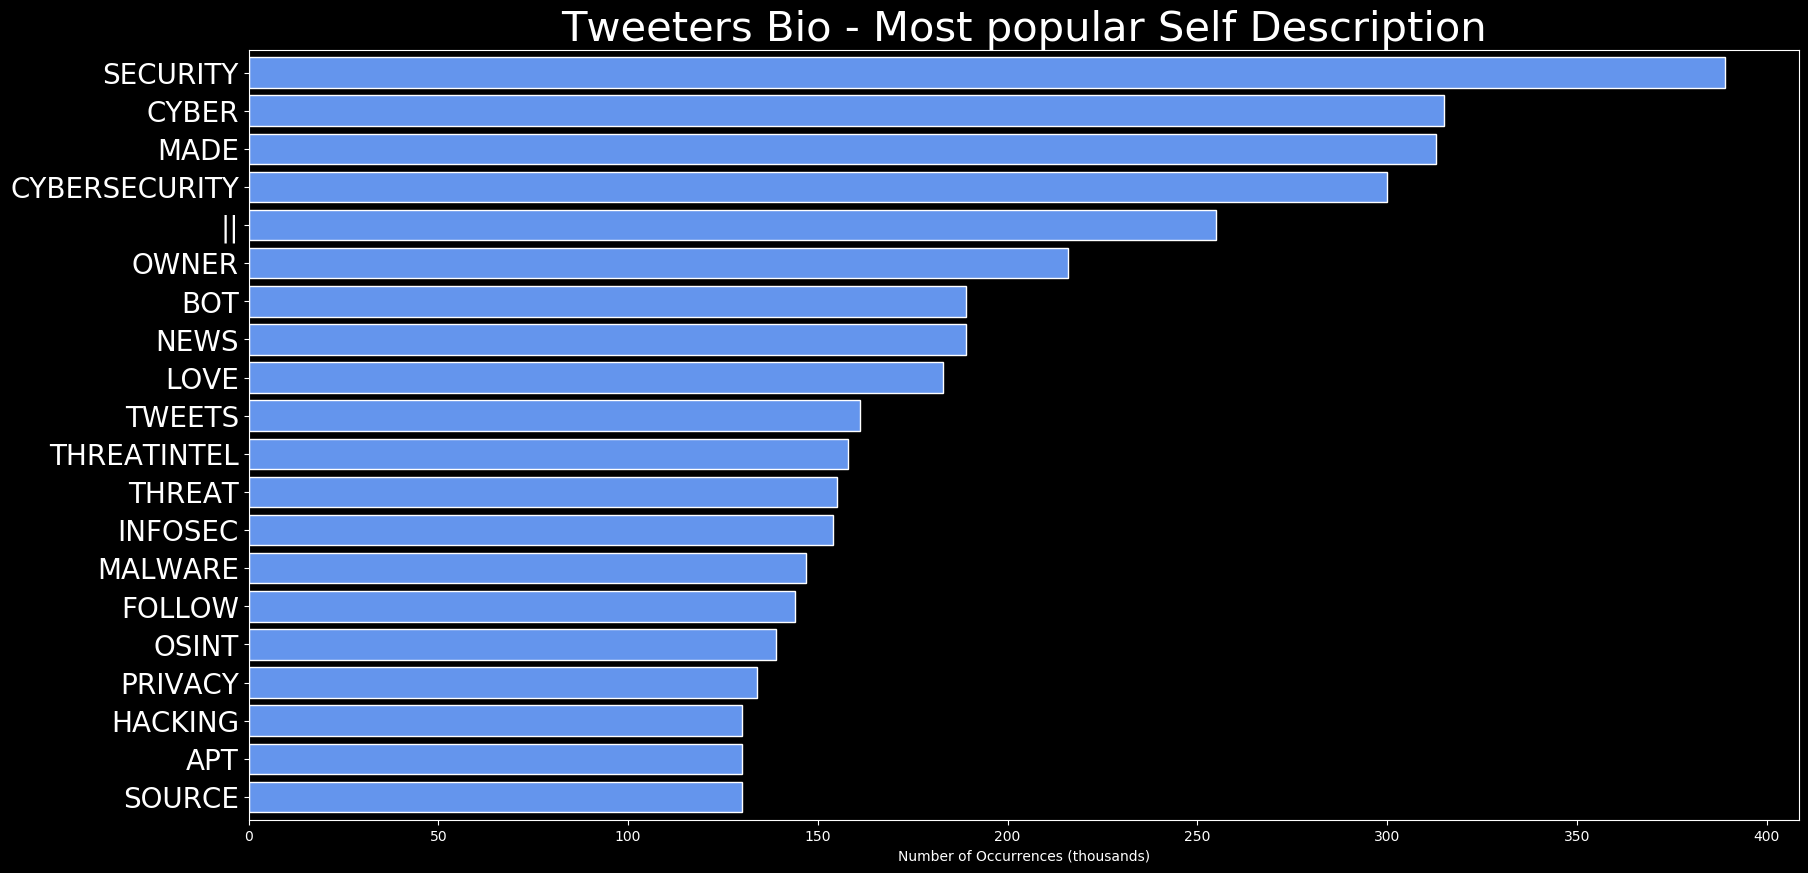 Tweeters Bio - Most popular Self Description
SECURITY
CYBER
MADE
CYBERSECURITY
||
OWNER
BOT
NEWS
LOVE
TWEETS
THREATINTEL
THREAT
INFOSEC
MALWARE
FOLLOW
OSINT
PRIVACY
HACKING
APT
SOURCE
0 50 100 150 200 250 300 350 400
Number of Occurrences (thousands)